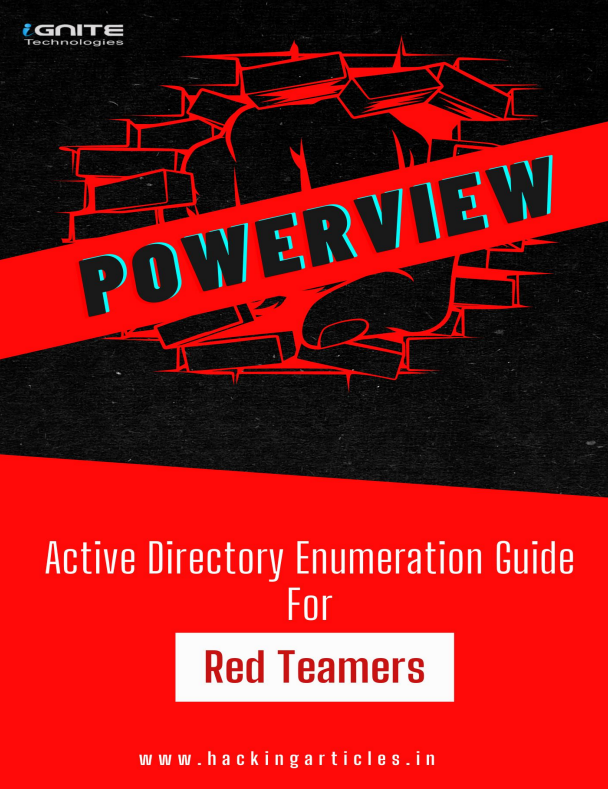 iGNITE
Technologies
POWERVIEW
Active Directory Enumeration Guide
For
Red Teamers
www.hackingarticles.in